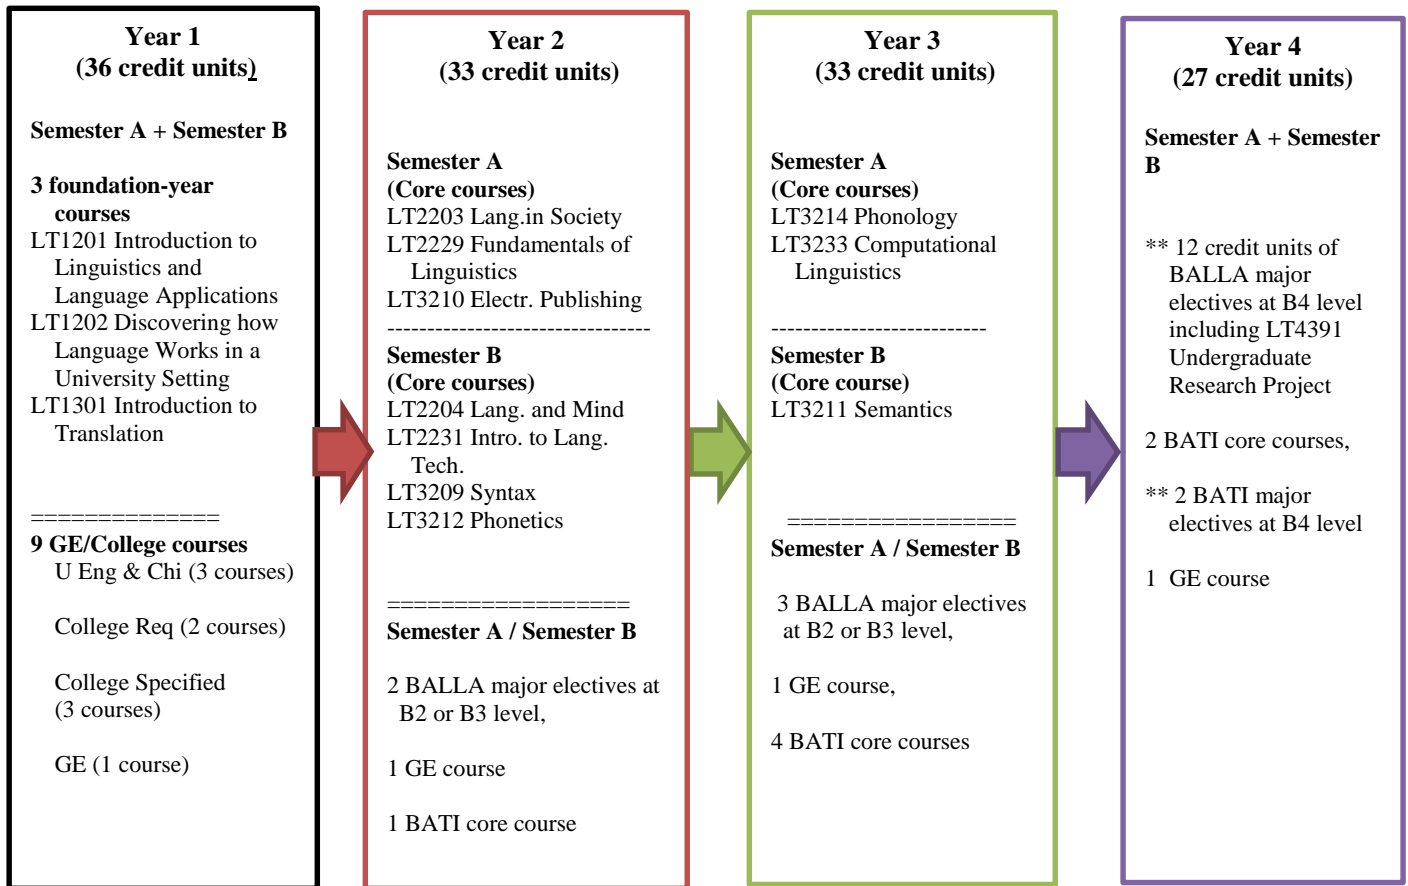 Year 1
(36 credit units)
Semester A + Semester B
3 foundation-year
courses
LT1201 Introduction to
Linguistics and
Language Applications
LT1202 Discovering how
Language Works in a
University Setting
LT1301 Introduction to
Translation
==============
9 GE/College courses
U Eng & Chi (3 courses)
College Req (2 courses)
College Specified
(3 courses)
GE (1 course)
Year 2
(33 credit units)
Semester A
(Core courses)
LT2203 Lang.in Society
LT2229 Fundamentals of
Linguistics
LT3210 Electr. Publishing
---------------------------------
Semester B
(Core courses)
LT2204 Lang. and Mind
LT2231 Intro. to Lang.
Tech.
LT3209 Syntax
LT3212 Phonetics
==================
Semester A / Semester B
2 BALLA major electives at
B2 or B3 level,
1 GE course
1 BATI core course
Year 3
(33 credit units)
Semester A
(Core courses)
LT3214 Phonology
LT3233 Computational
Linguistics
---------------------------
Semester B
(Core course)
LT3211 Semantics
=================
Semester A / Semester B
3 BALLA major electives
at B2 or B3 level,
1 GE course,
4 BATI core courses
Year 4
(27 credit units)
Semester A + Semester
B
** 12 credit units of
BALLA major
electives at B4 level
including LT4391
Undergraduate
Research Project
2 BATI core courses,
** 2 BATI major
electives at B4 level
1 GE course